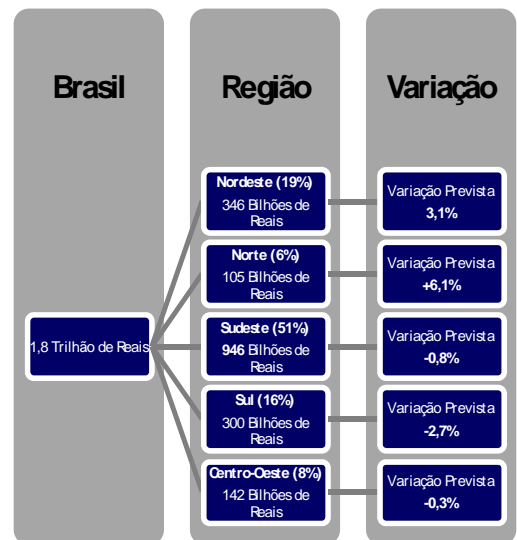 Brasil
Região
Variação
1,8 Trilhão de Reais
Nordeste (19%)
346 Bilhões de
Reais
Variação Prevista
3,1%
Norte (6%)
105 Bilhões de
Reais
Variação Prevista
+6,1%
Sudeste (51%)
946 Bilhões de
Reais
Variação Prevista
-0,8%
Sul (16%)
300 Bilhões de
Reais
Variação Prevista
-2,7%
Centro-Oeste (8%)
142 Bilhões de
Reais
Variação Prevista
-0,3%